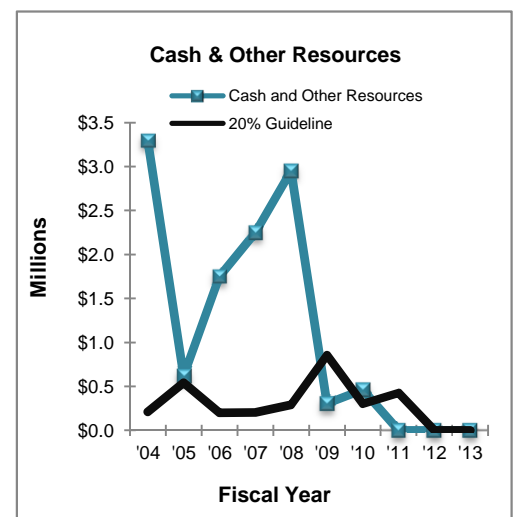 Cash & Other Resources
Cash and Other Resources
20% Guideline
$3.5
$3.0
$2.5
$2.0
$1.5
$1.0
$0.5
$0.0
Millions
'04 '05 '06 '07 '08 '09 '10 '11 '12 '13
Fiscal Year